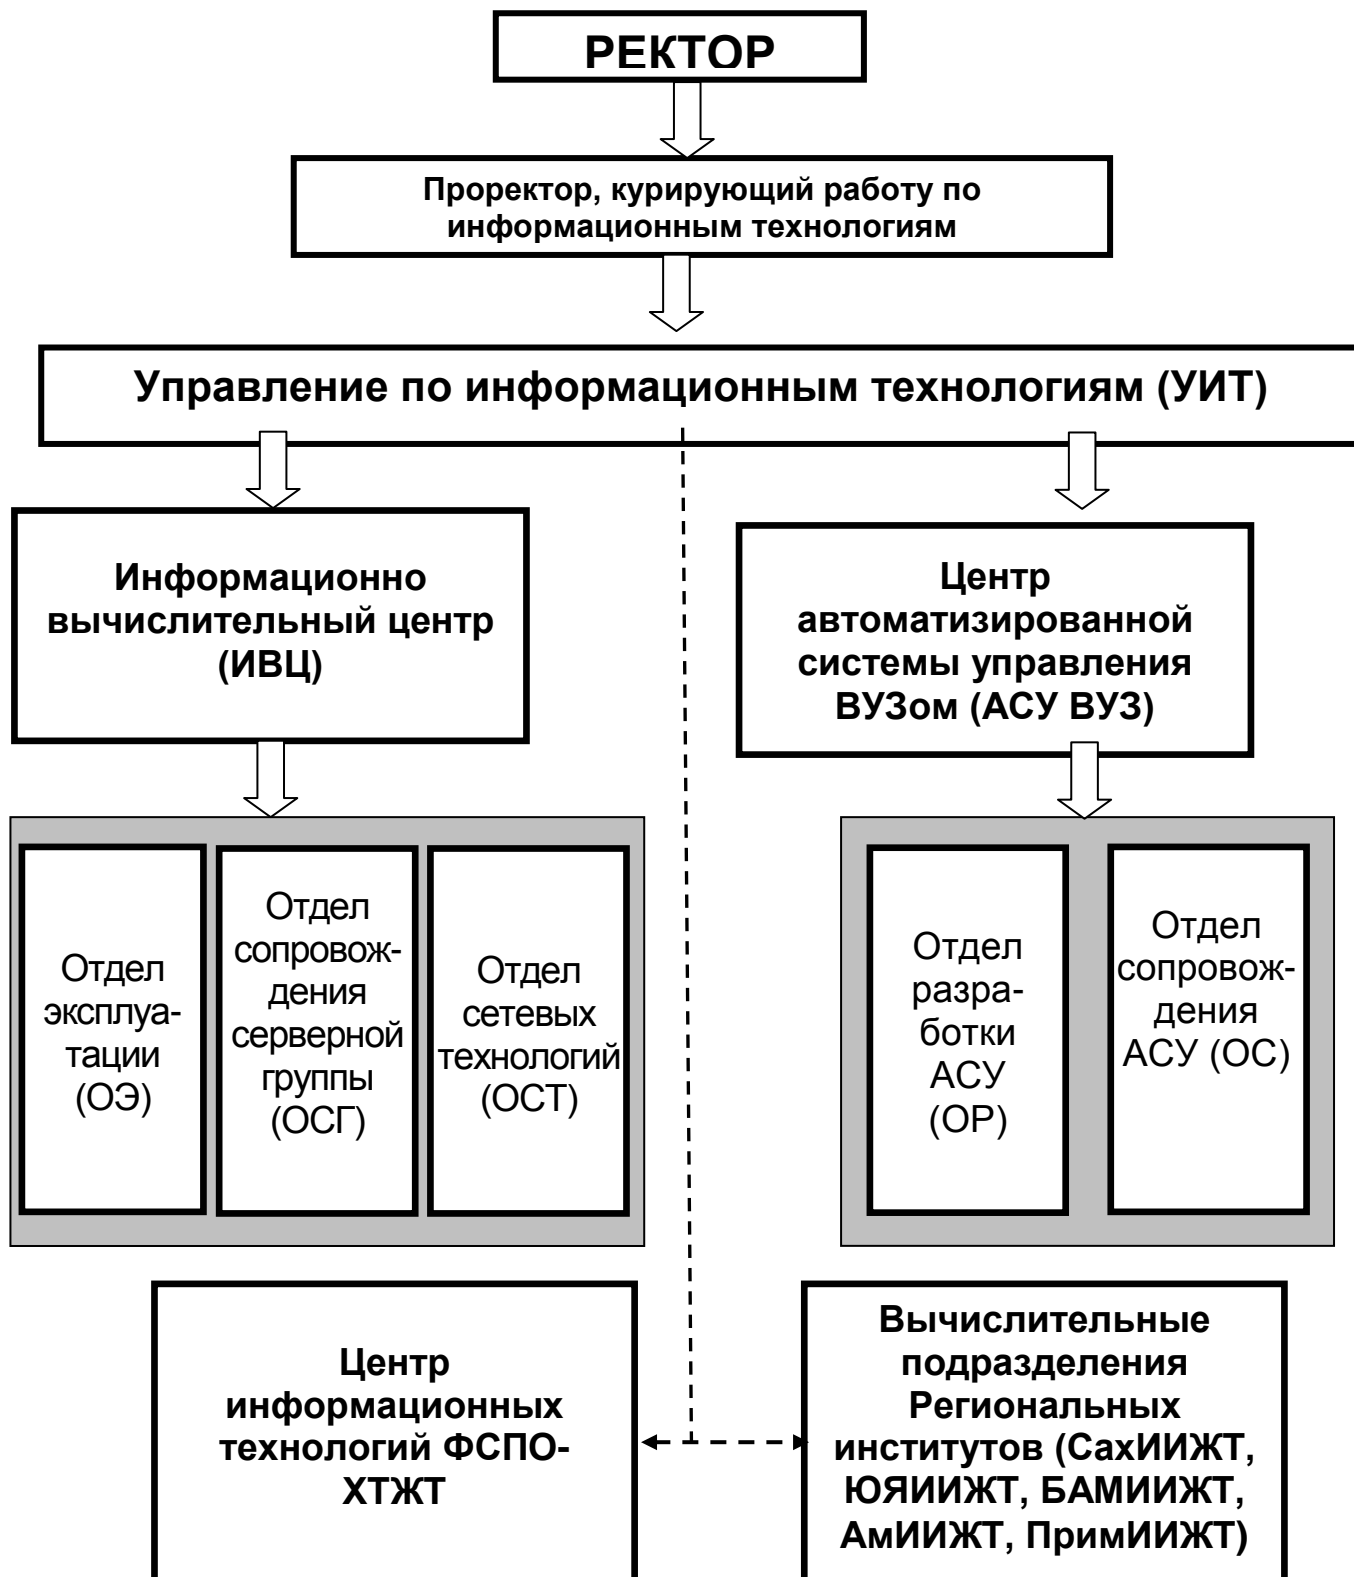 РЕКТОР
Проректор, курирующий работу по
информационным технологиям
Управление по информационным технологиям (УИТ)
Информационно
вычислительный центр
(ИВЦ)
Центр
автоматизированной
системы управления
ВУЗом (АСУ ВУЗ)
Отдел
эксплуа-
тации
(ОЭ)
Отдел
сопровож-
дения
серверной
группы
(ОСГ)
Отдел
сетевых
технологий
(ОСТ)
Отдел
разра-
ботки
АСУ
(ОР)
Отдел
сопровож-
дения
АСУ (ОС)
Центр
информационных
технологий ФСПО-
ХТЖТ
Вычислительные
подразделения
Региональных
институтов (СахИИЖТ,
ЮЯИИЖТ, БАМИИЖТ,
АмИИЖТ, ПримИИЖТ)